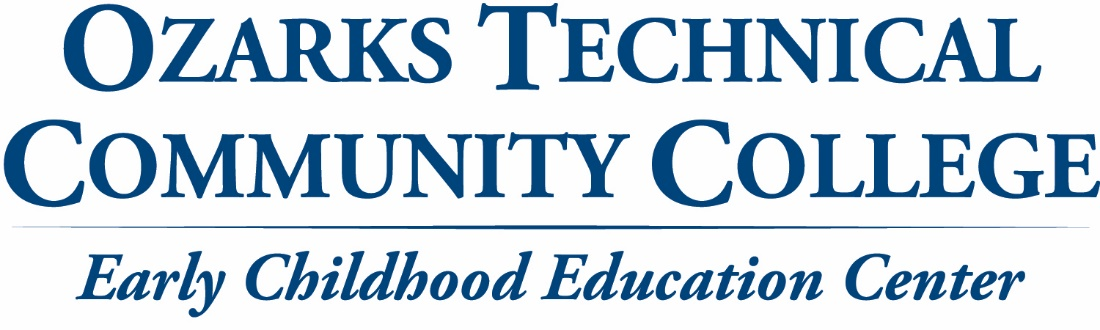 OZARKS TECHNICAL
COMMUNITY COLLEGE
Early Childhood Education Center